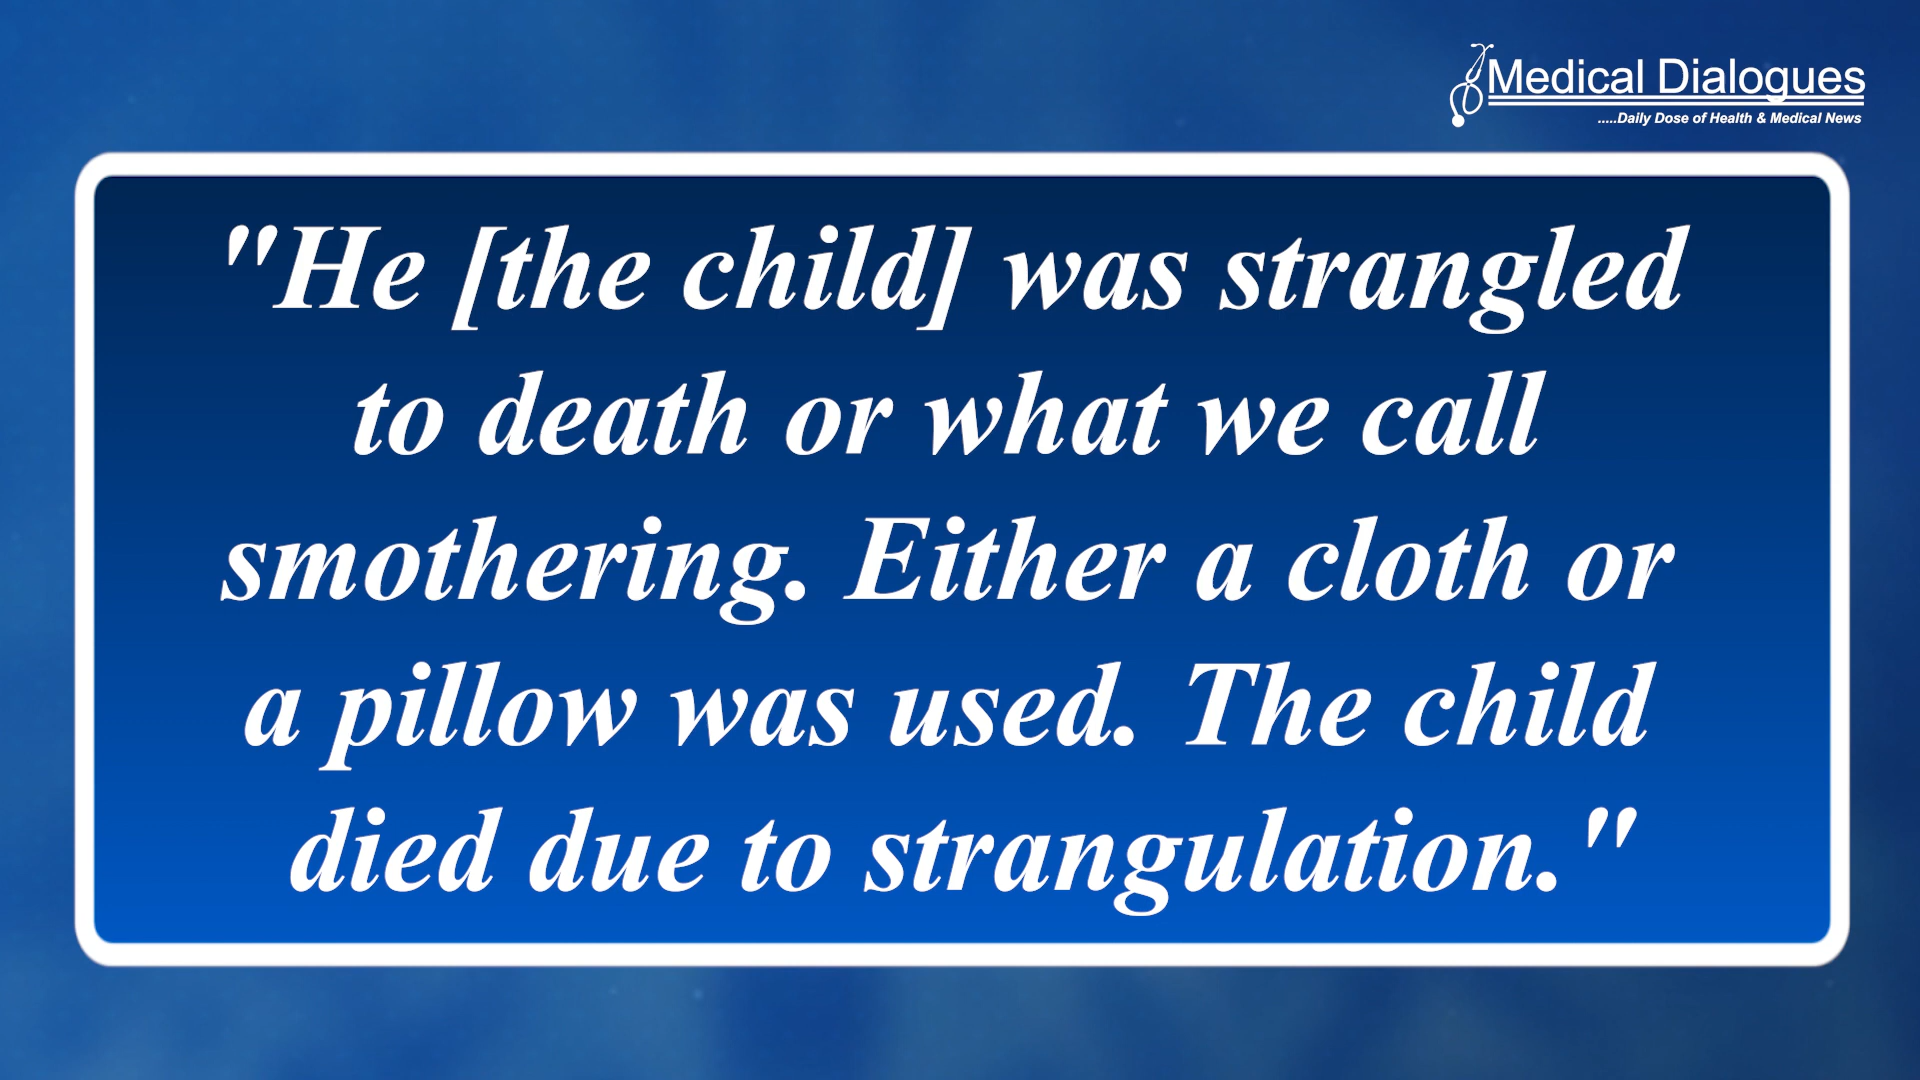 Medical Dialogues
.....Daily Dose of Health & Medical News
"He [the child] was strangled
to death or what we call
smothering. Either a cloth or
a pillow was used. The child
died due to strangulation."